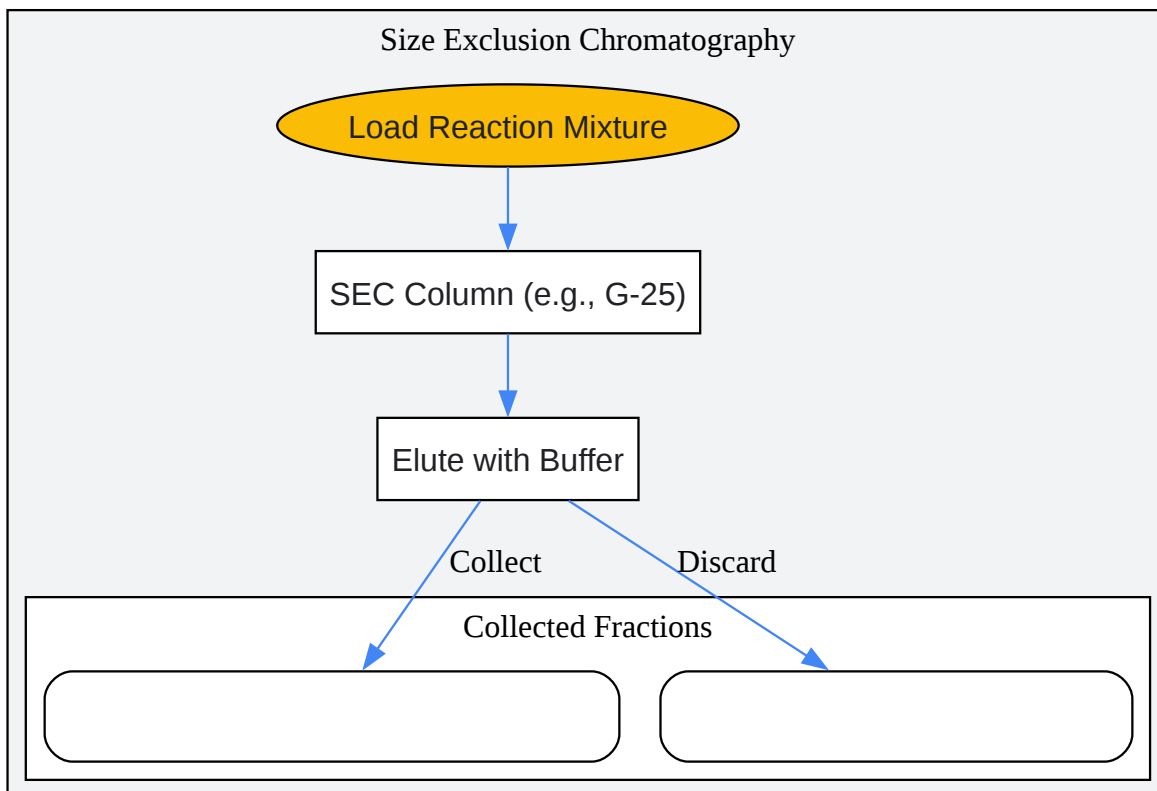 Size Exclusion Chromatography
Load Reaction Mixture
SEC Column (e.g., G-25)
Elute with Buffer
Collect
Discard
Collected Fractions